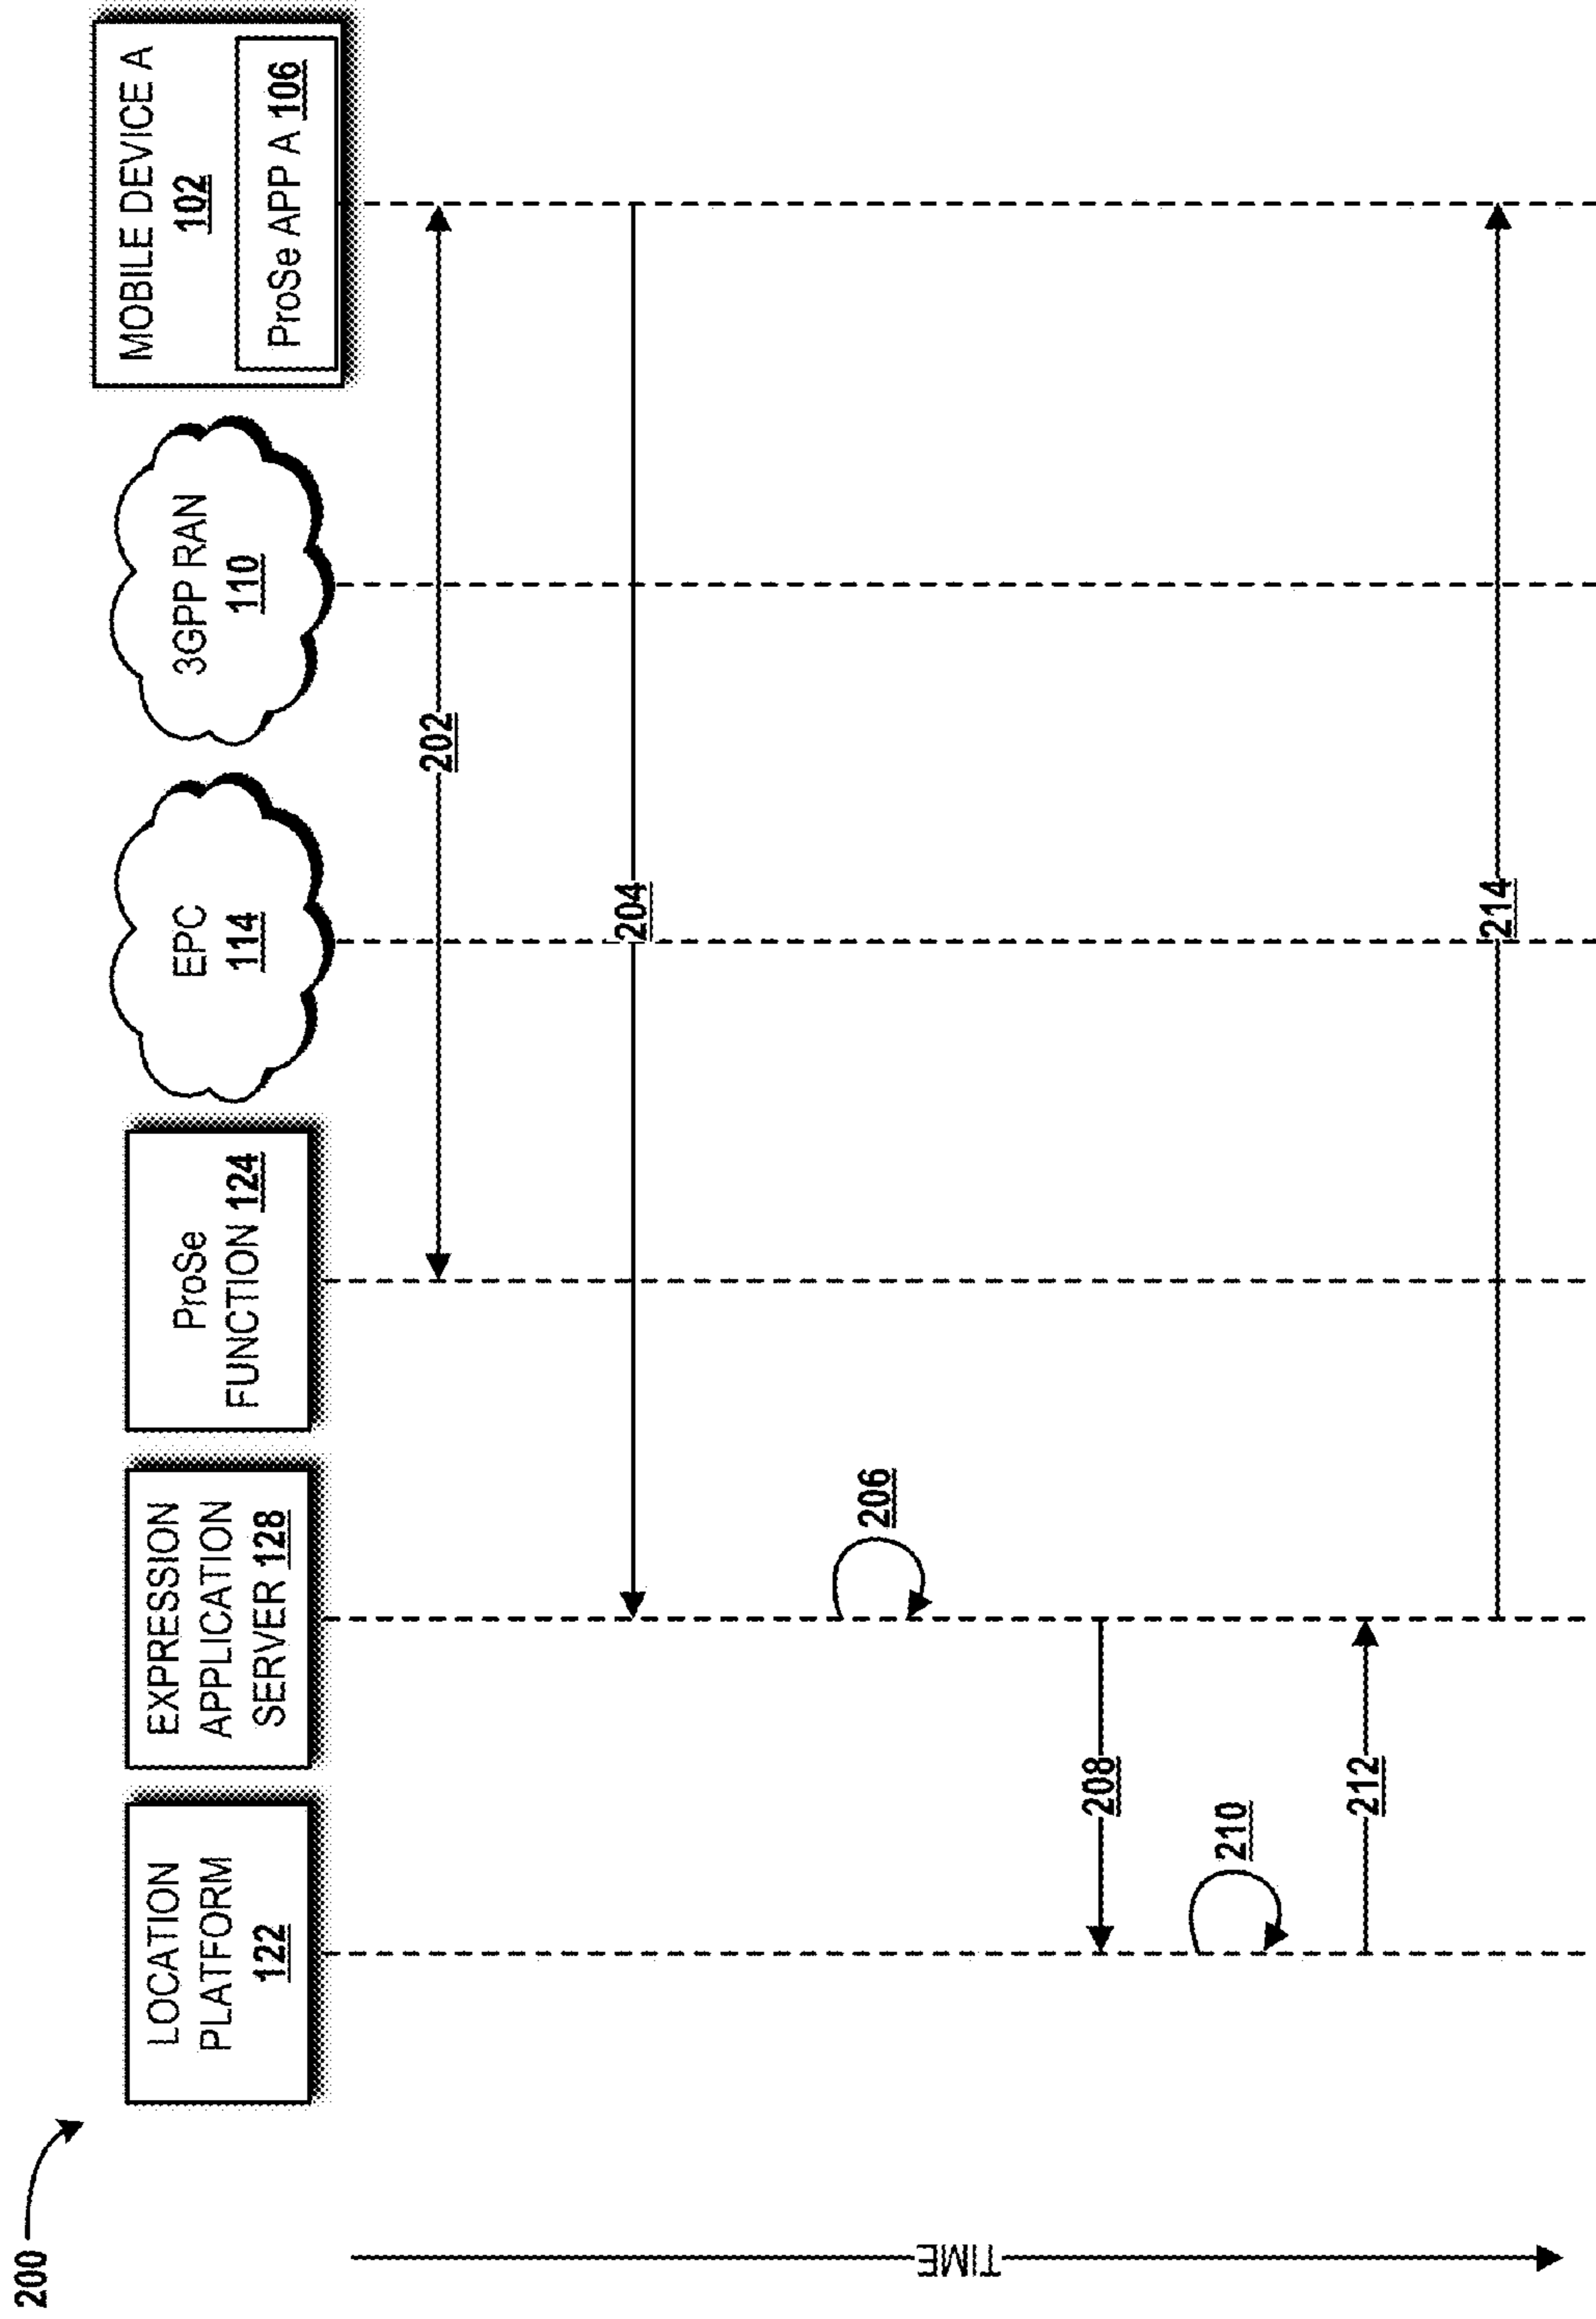 200
LOCATION
PLATFORM
122
EXPRESSION
APPLICATION
SERVER 128
ProSe
FUNCTION 124
EPC
114
3GPP RAN
110
MOBILE DEVICE A
102
ProSe APP A 106
202
204
206
208
210
212
214
TIME